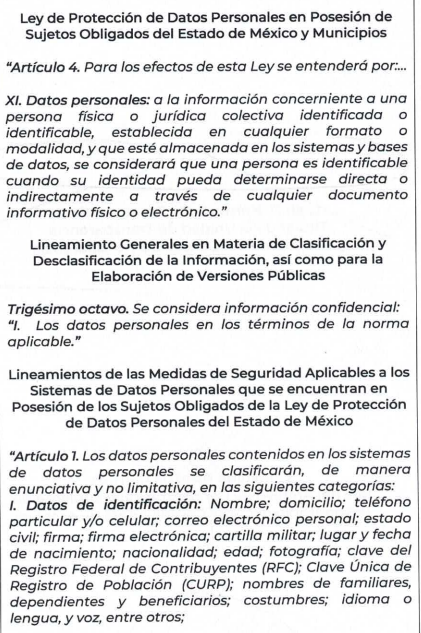 Ley de Protección de Datos Personales en Posesión de
Sujetos Obligados del Estado de México y Municipios
"Artículo 4. Para los efectos de esta Ley se entenderá por:...
XI. Datos personales: a la información concerniente a una
persona física o jurídica colectiva identificada o
identificable, establecida en cualquier formato o
modalidad, y que esté almacenada en los sistemas y bases
de datos, se considerará que una persona es identificable
cuando su identidad pueda determinarse directa o
indirectamente a través de cualquier documento
informativo físico o electrónico."
Lineamiento Generales en Materia de Clasificación y
Desclasificación de la Información, así como para la
Elaboración de Versiones Públicas
Trigésimo octavo. Se considera información confidencial:
"I. Los datos personales en los términos de la norma
aplicable."
Lineamientos de las Medidas de Seguridad Aplicables a los
Sistemas de Datos Personales que se encuentran en
Posesión de los Sujetos Obligados de la Ley de Protección
de Datos Personales del Estado de México
"Artículo 1. Los datos personales contenidos en los sistemas
de datos personales se clasificarán, de manera
enunciativa y no limitativa, en las siguientes categorías:
I. Datos de identificación: Nombre; domicilio; teléfono
particular y/o celular; correo electrónico personal; estado
civil; firma; firma electrónica; cartilla militar; lugar y fecha
de nacimiento; nacionalidad; edad; fotografía; clave del
Registro Federal de Contribuyentes (RFC); Clave Única de
Registro de Población (CURP); nombres de familiares,
dependientes y beneficiarios; costumbres; idioma o
lengua, y voz, entre otros;